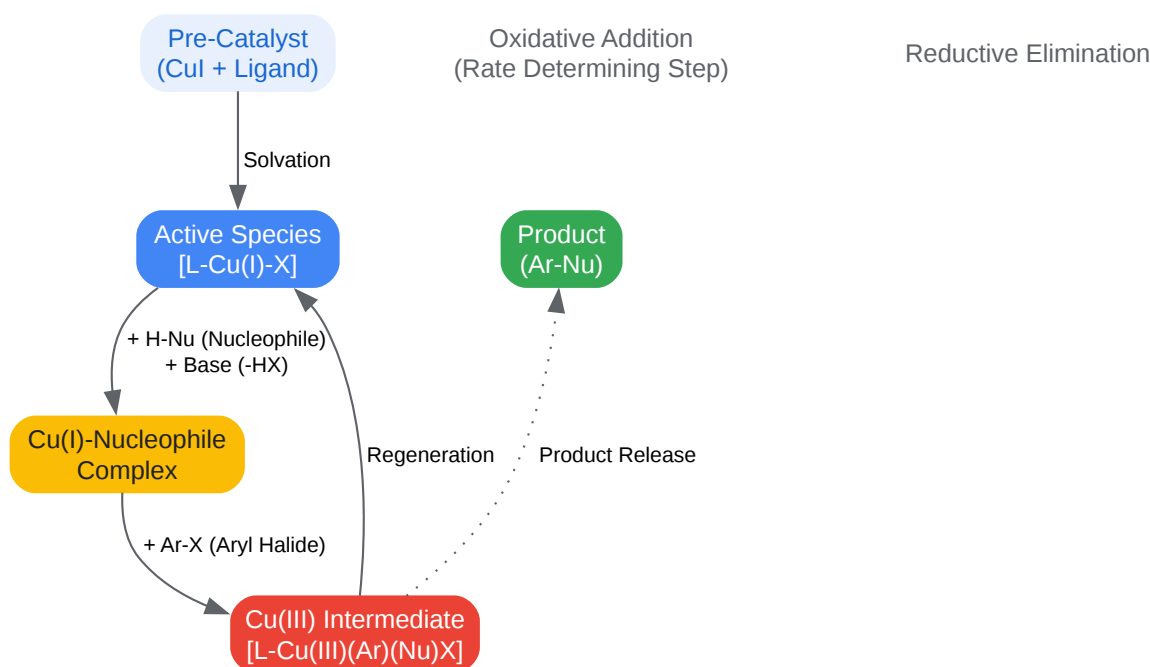 Pre-Catalyst
(CuI + Ligand)
Oxidative Addition
(Rate Determining Step)
Reductive Elimination
Solvation
Active Species
[L-Cu(I)-X]
Product
(Ar-Nu)
+ H-Nu (Nucleophile)
+ Base (-HX)
Cu(I)-Nucleophile
Complex
Regeneration
Product Release
+ Ar-X (Aryl Halide)
Cu(III) Intermediate
[L-Cu(III)(Ar)(Nu)X]